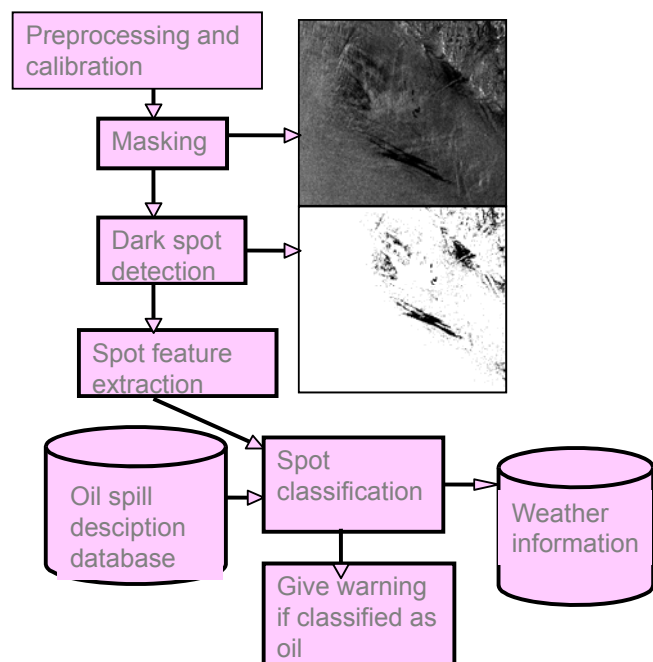 Preprocessing and
calibration
Masking
Dark spot
detection
Spot feature
extraction
Oil spill
desciption
database
Spot
classification
Weather
information
Give warning
if classified as
oil